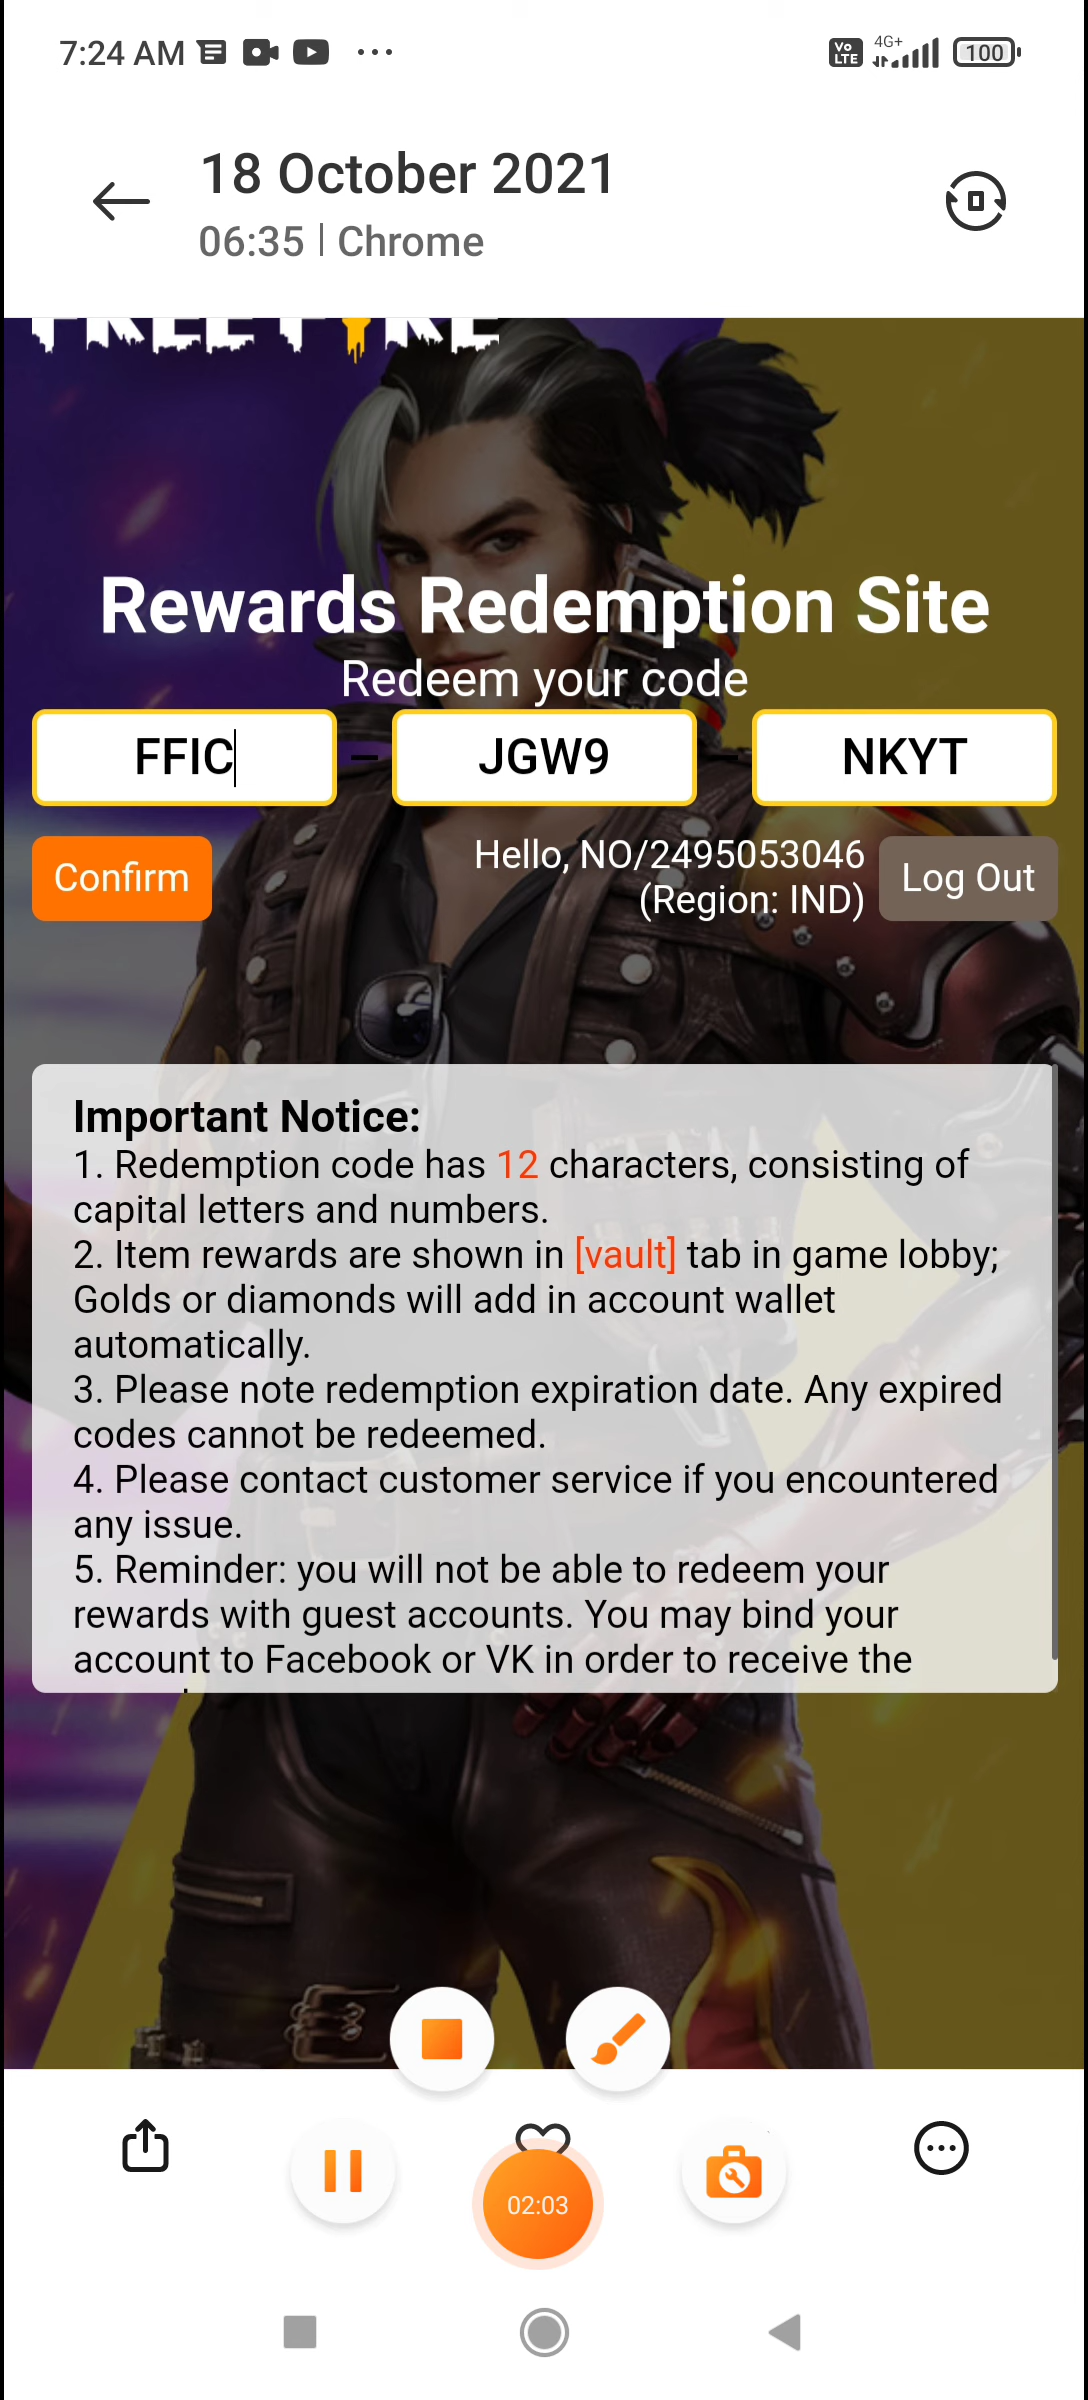 7:24 AM
Vo LTE 4G+ 100
18 October 2021
06:35 | Chrome
FREE FIRE
Rewards Redemption Site
Redeem your code
FFIC - JGW9 - NKYT
Confirm
Hello, NO/2495053046
(Region: IND)
Log Out
Important Notice:
1. Redemption code has 12 characters, consisting of
capital letters and numbers.
2. Item rewards are shown in [vault] tab in game lobby;
Golds or diamonds will add in account wallet
automatically.
3. Please note redemption expiration date. Any expired
codes cannot be redeemed.
4. Please contact customer service if you encountered
any issue.
5. Reminder: you will not be able to redeem your
rewards with guest accounts. You may bind your
account to Facebook or VK in order to receive the
02:03